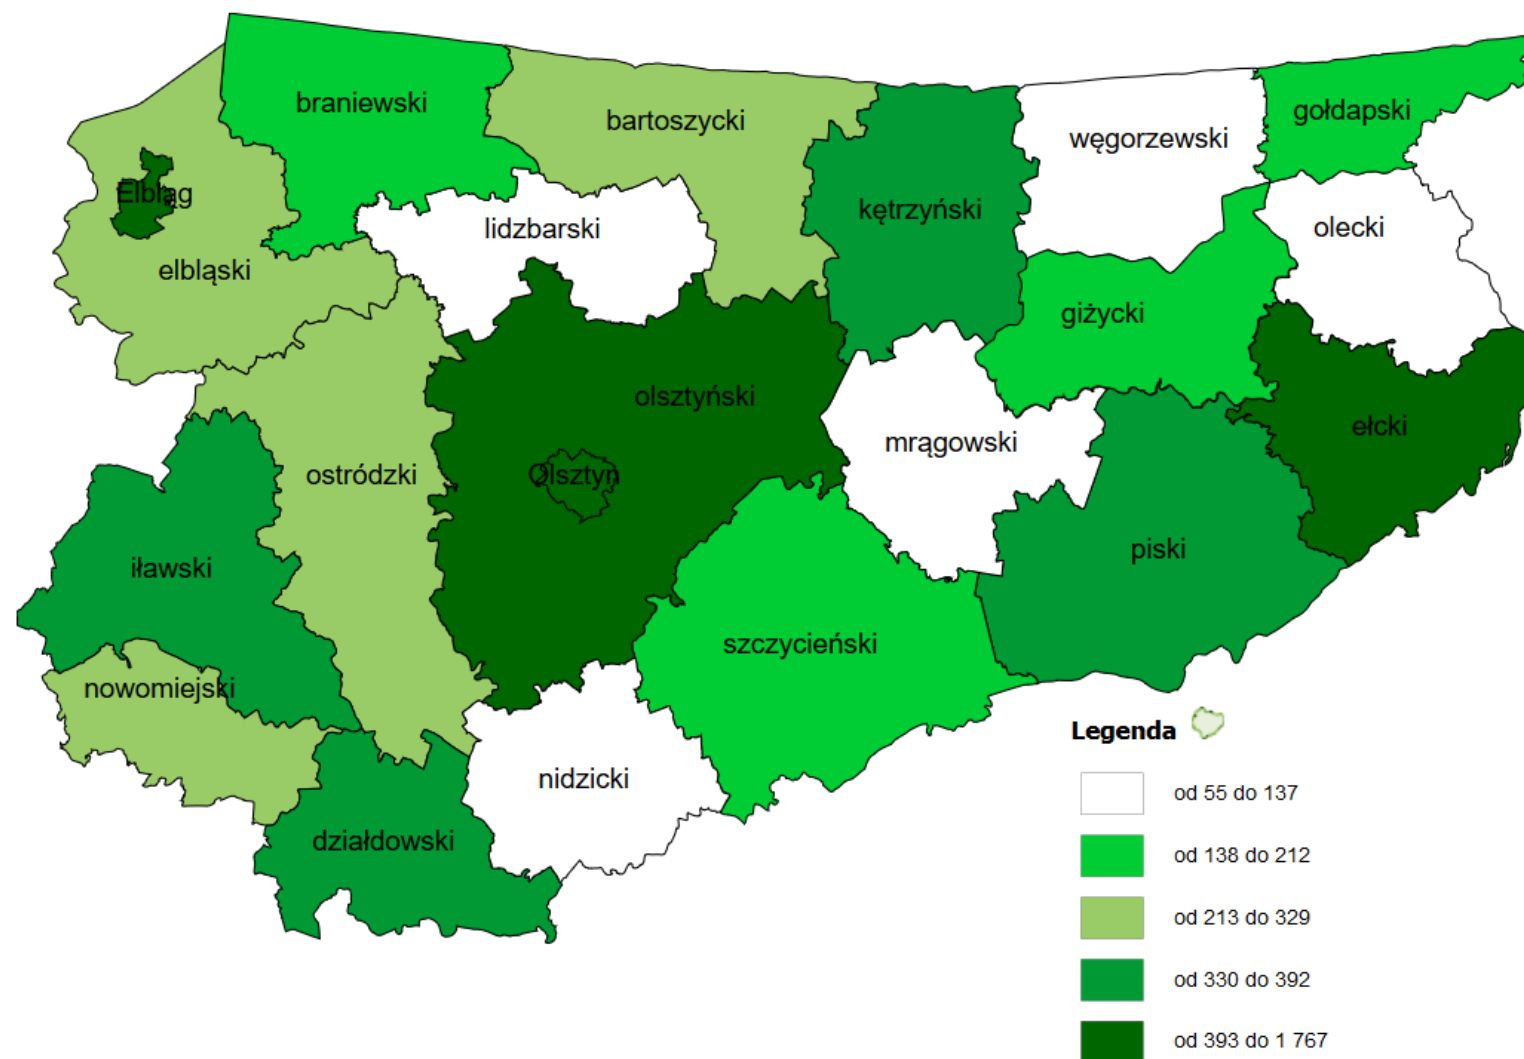 braniewski
bartoszycki
gołdapski
węgorzewski
Elbląg
kętrzyński
lidzbarski
olecki
elbląski
giżycki
olsztyński
ełcki
mrągowski
ostródzki
Olsztyn
piski
iławski
szczycieński
nowomiejski
nidzicki
działdowski
Legenda
od 55 do 137
od 138 do 212
od 213 do 329
od 330 do 392
od 393 do 1 767